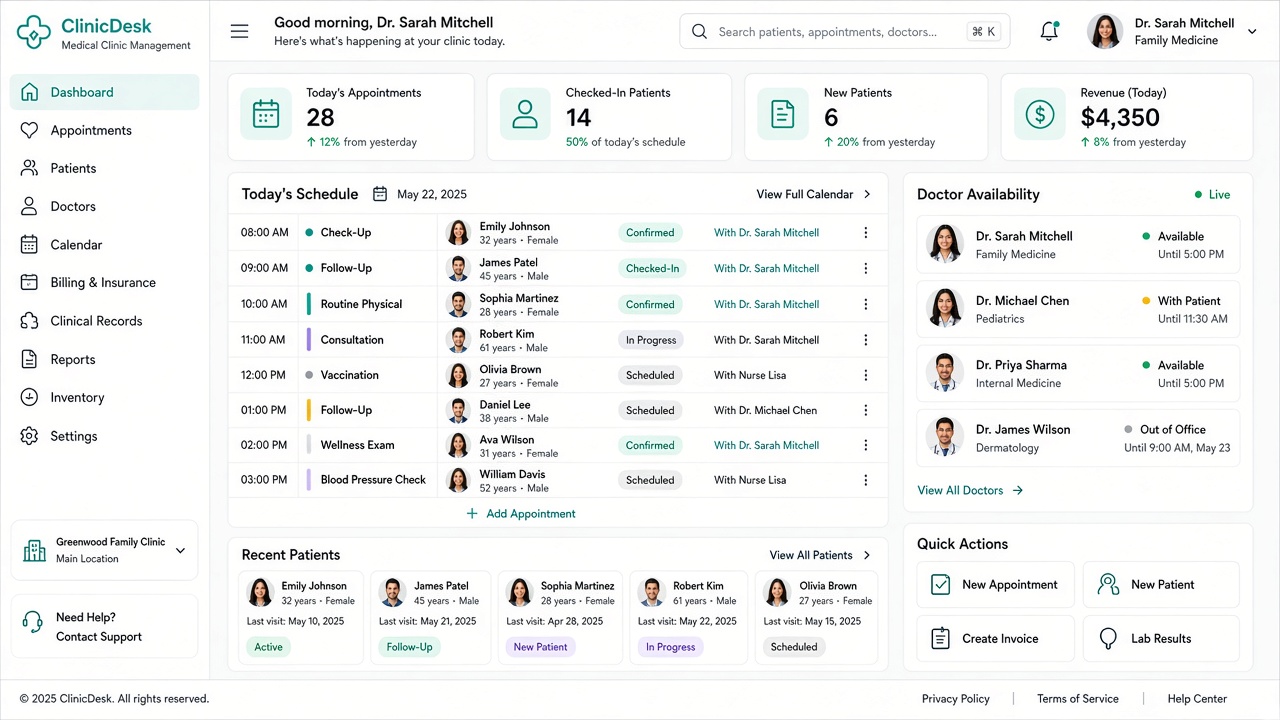 ClinicDesk
Medical Clinic Management
Dashboard
Appointments
Patients
Doctors
Calendar
Billing & Insurance
Clinical Records
Reports
Inventory
Settings
Greenwood Family Clinic
Main Location
Need Help?
Contact Support
Good morning, Dr. Sarah Mitchell
Here's what's happening at your clinic today.
Search patients, appointments, doctors...
⌘ K
Dr. Sarah Mitchell
Family Medicine
Today's Appointments
28
↑ 12% from yesterday
Checked-In Patients
14
50% of today's schedule
New Patients
6
↑ 20% from yesterday
Revenue (Today)
$4,350
↑ 8% from yesterday
Today's Schedule
May 22, 2025
View Full Calendar
08:00 AM
Check-Up
Emily Johnson
32 years • Female
Confirmed
With Dr. Sarah Mitchell
09:00 AM
Follow-Up
James Patel
45 years • Male
Checked-In
With Dr. Sarah Mitchell
10:00 AM
Routine Physical
Sophia Martinez
28 years • Female
Confirmed
With Dr. Sarah Mitchell
11:00 AM
Consultation
Robert Kim
61 years • Male
In Progress
With Dr. Sarah Mitchell
12:00 PM
Vaccination
Olivia Brown
27 years • Female
Scheduled
With Nurse Lisa
01:00 PM
Follow-Up
Daniel Lee
38 years • Male
Scheduled
With Dr. Michael Chen
02:00 PM
Wellness Exam
Ava Wilson
31 years • Female
Confirmed
With Dr. Sarah Mitchell
03:00 PM
Blood Pressure Check
William Davis
52 years • Male
Scheduled
With Nurse Lisa
+ Add Appointment
Doctor Availability
Live
Dr. Sarah Mitchell
Family Medicine
Available
Until 5:00 PM
Dr. Michael Chen
Pediatrics
With Patient
Until 11:30 AM
Dr. Priya Sharma
Internal Medicine
Available
Until 5:00 PM
Dr. James Wilson
Dermatology
Out of Office
Until 9:00 AM, May 23
View All Doctors →
Recent Patients
View All Patients
Emily Johnson
32 years • Female
Last visit: May 10, 2025
Active
James Patel
45 years • Male
Last visit: May 21, 2025
Follow-Up
Sophia Martinez
28 years • Female
Last visit: Apr 28, 2025
New Patient
Robert Kim
61 years • Male
Last visit: May 22, 2025
In Progress
Olivia Brown
27 years • Female
Last visit: May 15, 2025
Scheduled
Quick Actions
New Appointment
New Patient
Create Invoice
Lab Results
© 2025 ClinicDesk. All rights reserved.
Privacy Policy
Terms of Service
Help Center